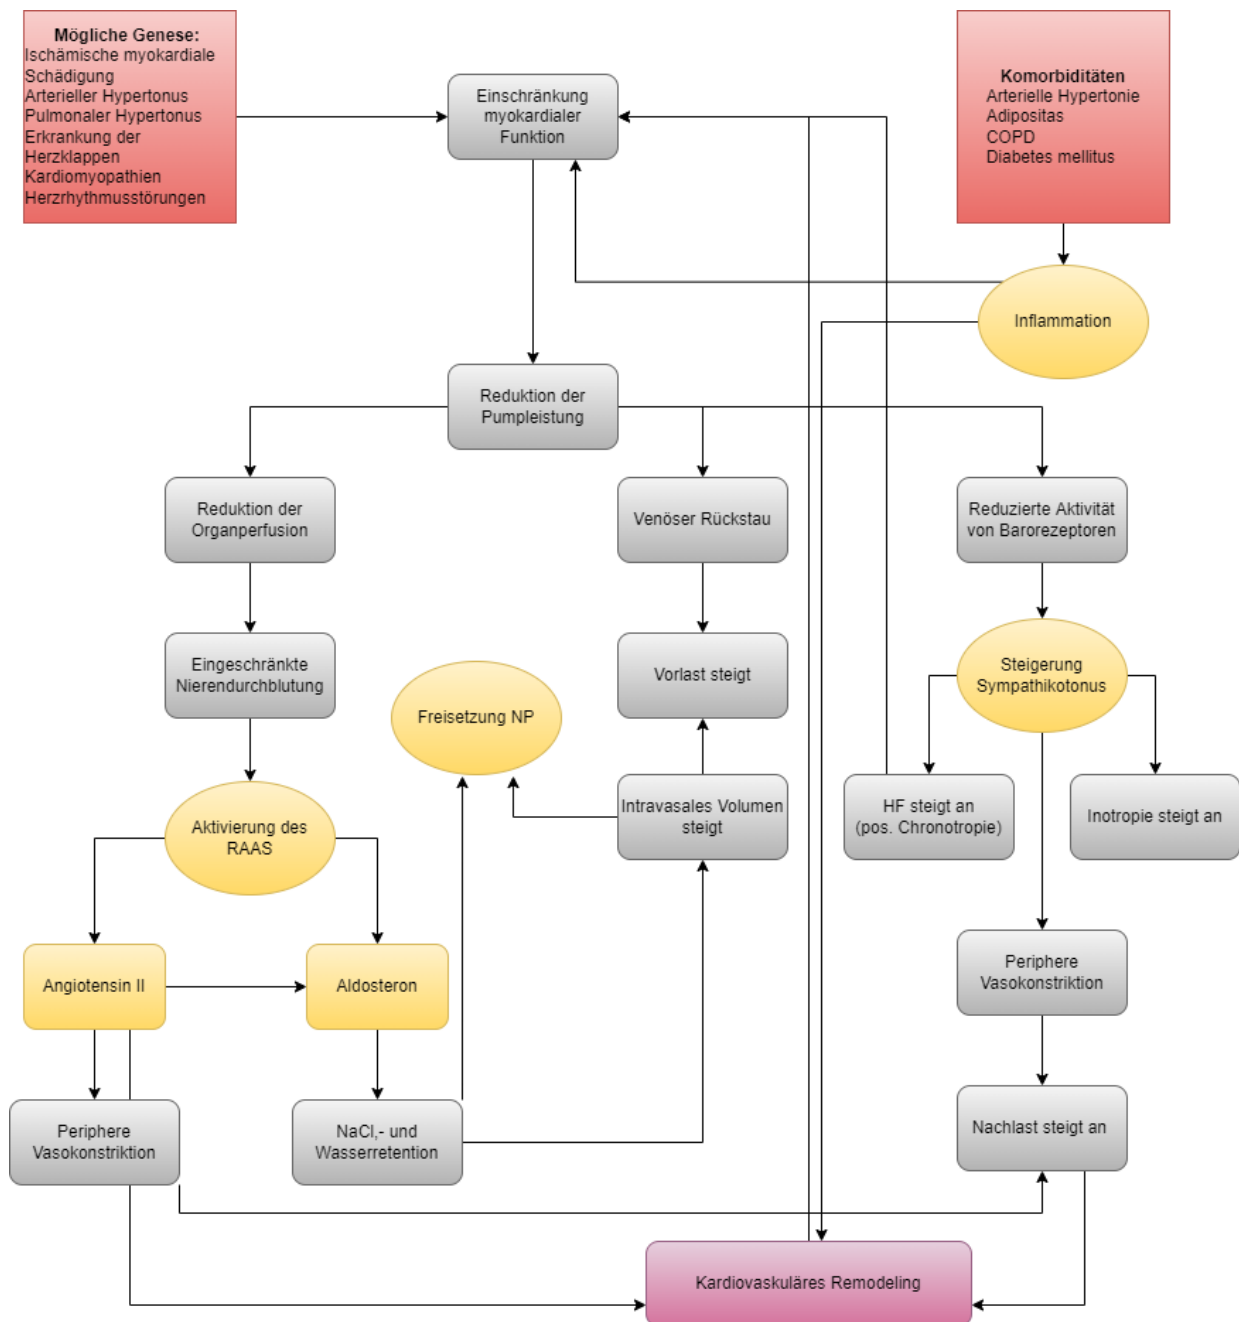 Mögliche Genese:
Ischämische myokardiale
Schädigung
Arterieller Hypertonus
Pulmonaler Hypertonus
Erkrankung der
Herzklappen
Kardiomyopathien
Herzrhythmusstörungen
Einschränkung
myokardialer
Funktion
Komorbiditäten
Arterielle Hypertonie
Adipositas
COPD
Diabetes mellitus
Inflammation
Reduktion der
Pumpleistung
Reduktion der
Organperfusion
Venöser Rückstau
Reduzierte Aktivität
von Barorezeptoren
Eingeschränkte
Nierendurchblutung
Freisetzung NP
Vorlast steigt
Steigerung
Sympathikotonus
Aktivierung des
RAAS
Intravasales Volumen
steigt
HF steigt an
(pos. Chronotropie)
Inotropie steigt an
Angiotensin II
Aldosteron
Periphere
Vasokonstriktion
Periphere
Vasokonstriktion
NaCl,- und
Wasserretention
Nachlast steigt an
Kardiovaskuläres Remodeling